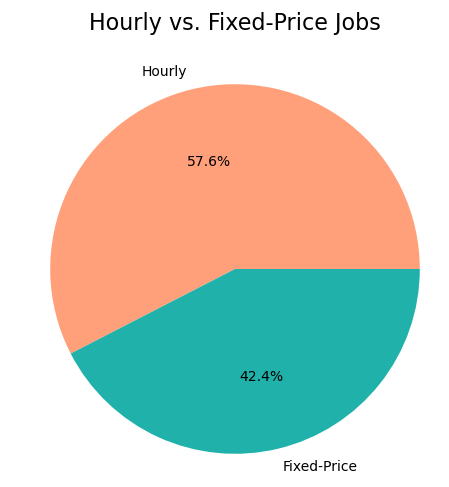 Hourly vs. Fixed-Price Jobs
Hourly
57.6%
42.4%
Fixed-Price